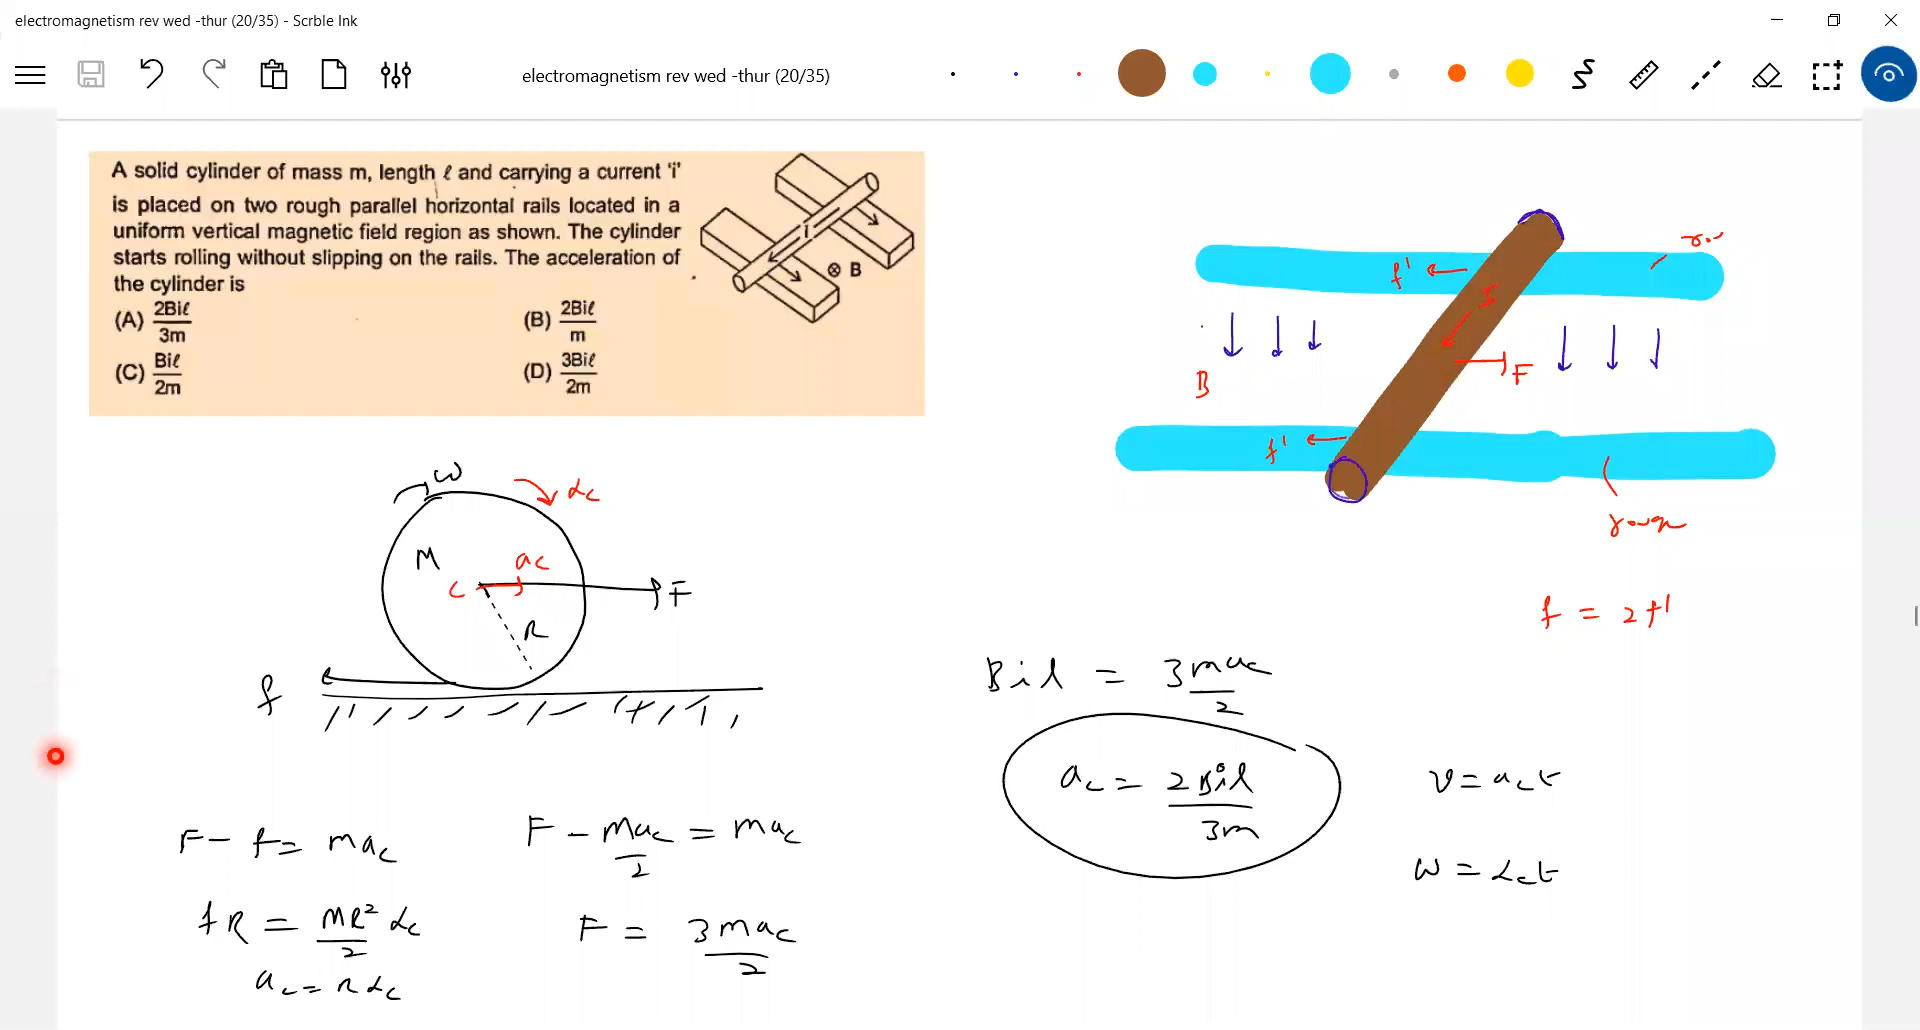 electromagnetism rev wed -thur (20/35) - Scrble Ink
electromagnetism rev wed -thur (20/35)
A solid cylinder of mass m, length ℓ and carrying a current 'i'
is placed on two rough parallel horizontal rails located in a
uniform vertical magnetic field region as shown. The cylinder
starts rolling without slipping on the rails. The acceleration of
the cylinder is
(A) 2Biℓ/3m
(B) 2Biℓ/m
(C) Biℓ/2m
(D) 3Biℓ/2m
i
⊗ B
f'
I
B
F
f'
rough
f = 2f'
ω
αc
M
ac
C
F
R
f
F - f = mac
fR = MR²/2 αc
ac = Rαc
F - mac/2 = mac
F = 3mac/2
Bil = 3mac/2
ac = 2Bil/3m
v = act
ω = αct